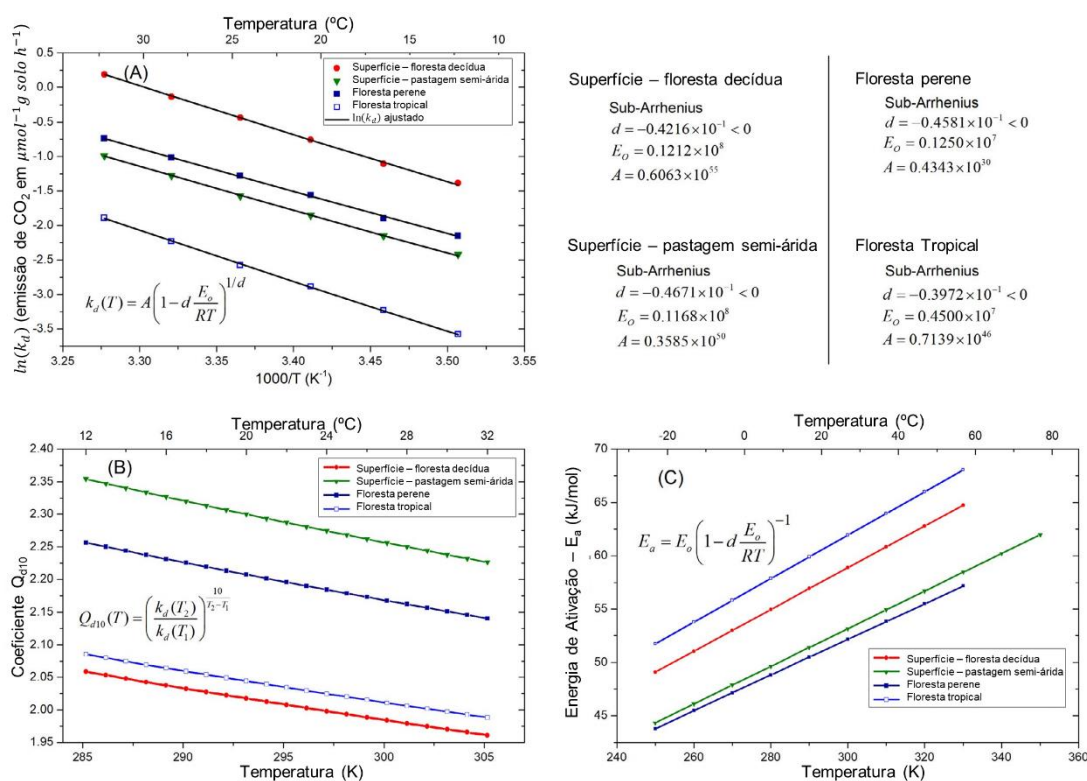 Temperatura (ºC)
30 25 20 15 10
0.5
0.0
-0.5
-1.0
-1.5
-2.0
-2.5
-3.0
-3.5
(A)
Superfície – floresta decídua
Superfície – pastagem semi-árida
Floresta perene
Floresta tropical
ln(k_d) ajustado
ln(k_d) (emissão de CO₂ em μmol⁻¹g solo h⁻¹)
k_d(T) = A(1-d E_o/RT)^1/d
3.25 3.30 3.35 3.40 3.45 3.50 3.55
1000/T (K⁻¹)
Superfície – floresta decídua
Sub-Arrhenius
d = -0.4216×10⁻¹ < 0
E_O = 0.1212×10⁸
A = 0.6063×10⁵⁵
Floresta perene
Sub-Arrhenius
d = -0.4581×10⁻¹ < 0
E_O = 0.1250×10⁷
A = 0.4343×10³⁰
Superfície – pastagem semi-árida
Sub-Arrhenius
d = -0.4671×10⁻¹ < 0
E_O = 0.1168×10⁸
A = 0.3585×10⁵⁰
Floresta Tropical
Sub-Arrhenius
d = -0.3972×10⁻¹ < 0
E_O = 0.4500×10⁷
A = 0.7139×10⁴⁶
Temperatura (ºC)
12 16 20 24 28 32
2.40
2.35
2.30
2.25
2.20
2.15
2.10
2.05
2.00
1.95
(B)
Superfície – floresta decídua
Superfície – pastagem semi-árida
Floresta perene
Floresta tropical
Coeficiente Q_d10
Q_d10(T) = (k_d(T₂)/k_d(T₁))^10/(T₂-T₁)
285 290 295 300 305
Temperatura (K)
Temperatura (ºC)
-20 0 20 40 60 80
70
65
60
55
50
45
(C)
Energia de Ativação – E_a (kJ/mol)
E_a = E_o(1-d E_o/RT)^-1
Superfície – floresta decídua
Superfície – pastagem semi-árida
Floresta perene
Floresta tropical
240 260 280 300 320 340 360
Temperatura (K)